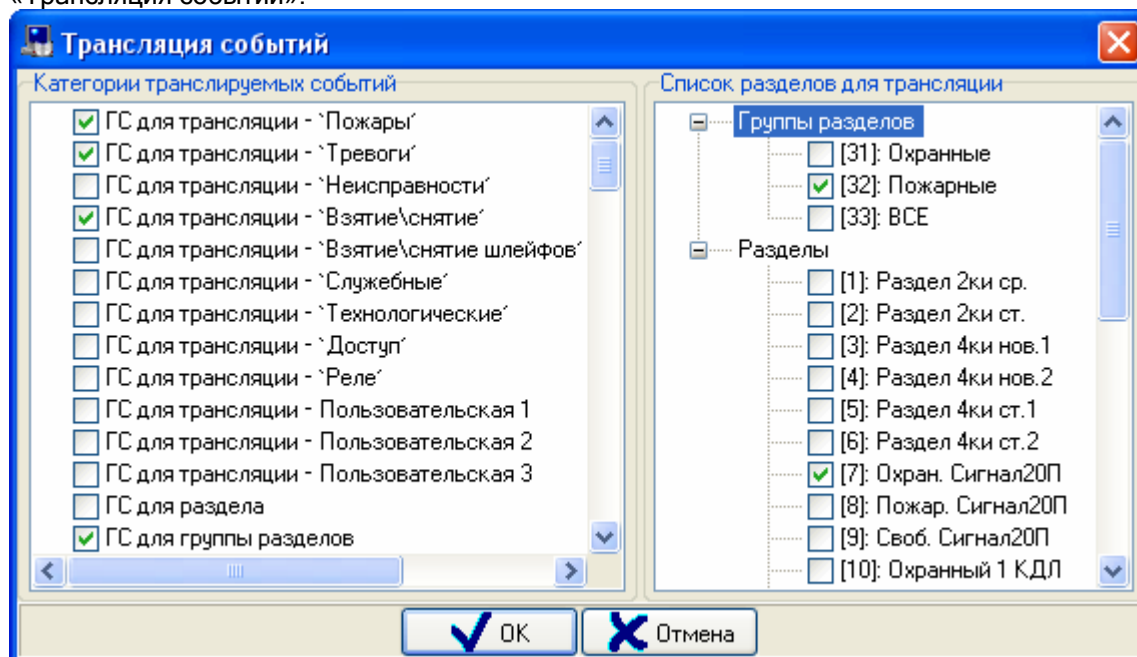 «Трансляция событий».
Трансляция событий
Категории транслируемых событий
ГС для трансляции - `Пожары´
ГС для трансляции - `Тревоги´
ГС для трансляции - `Неисправности´
ГС для трансляции - `Взятие\снятие´
ГС для трансляции - `Взятие\снятие шлейфов´
ГС для трансляции - `Служебные´
ГС для трансляции - `Технологические´
ГС для трансляции - `Доступ´
ГС для трансляции - `Реле´
ГС для трансляции - Пользовательская 1
ГС для трансляции - Пользовательская 2
ГС для трансляции - Пользовательская 3
ГС для раздела
ГС для группы разделов
Список разделов для трансляции
Группы разделов
[31]: Охранные
[32]: Пожарные
[33]: ВСЕ
Разделы
[1]: Раздел 2ки ср.
[2]: Раздел 2ки ст.
[3]: Раздел 4ки нов.1
[4]: Раздел 4ки нов.2
[5]: Раздел 4ки ст.1
[6]: Раздел 4ки ст.2
[7]: Охран. Сигнал20П
[8]: Пожар. Сигнал20П
[9]: Своб. Сигнал20П
[10]: Охранный 1 КДЛ
OK
Отмена